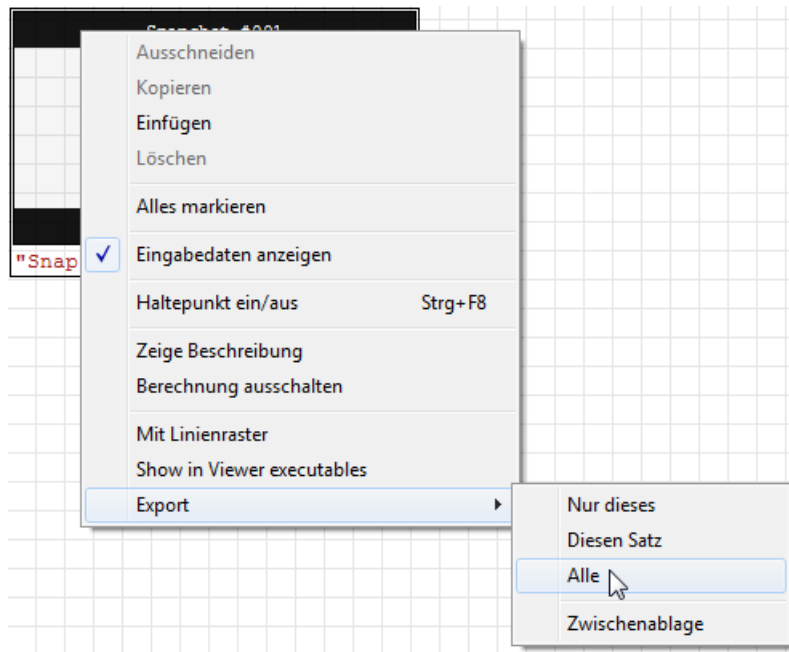 Ausschneiden
Kopieren
Einfügen
Löschen
Alles markieren
Eingabedaten anzeigen
"Snap
Haltepunkt ein/aus Strg+F8
Zeige Beschreibung
Berechnung ausschalten
Mit Linienraster
Show in Viewer executables
Export
Nur dieses
Diesen Satz
Alle
Zwischenablage